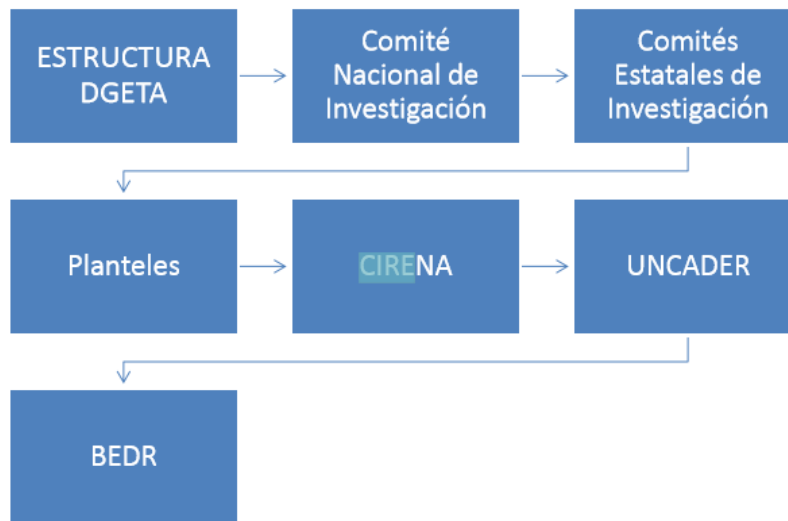 ESTRUCTURA
DGETA
Comité
Nacional de
Investigación
Comités
Estatales de
Investigación
Planteles
CIRENA
UNCADER
BEDR